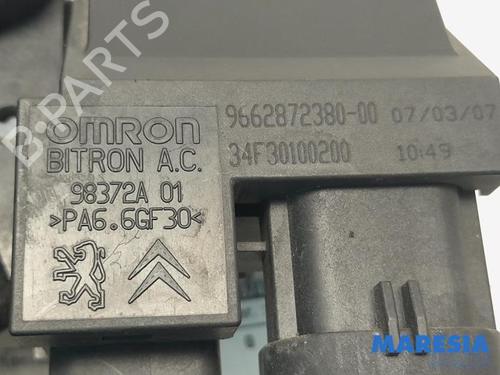 B-PARTS
omron
BITRON A.C.
98372A 01
>PA6.6GF30<
9662872380-00 07/03/07
34F30100200 10:49
MARESIA